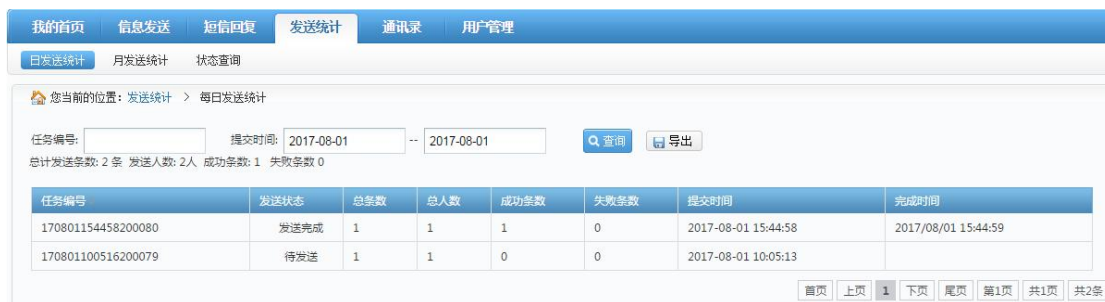 我的首页 信息发送 短信回复 发送统计 通讯录 用户管理
日发送统计 月发送统计 状态查询
您当前的位置：发送统计 > 每日发送统计
任务编号: 提交时间: 2017-08-01 -- 2017-08-01 查询 导出
总计发送条数: 2 条 发送人数: 2人 成功条数: 1 失败条数 0
任务编号 发送状态 总条数 总人数 成功条数 失败条数 提交时间 完成时间
170801154458200080 发送完成 1 1 1 0 2017-08-01 15:44:58 2017/08/01 15:44:59
170801100516200079 待发送 1 1 0 0 2017-08-01 10:05:13
首页 上页 1 下页 尾页 第1页 共1页 共2条